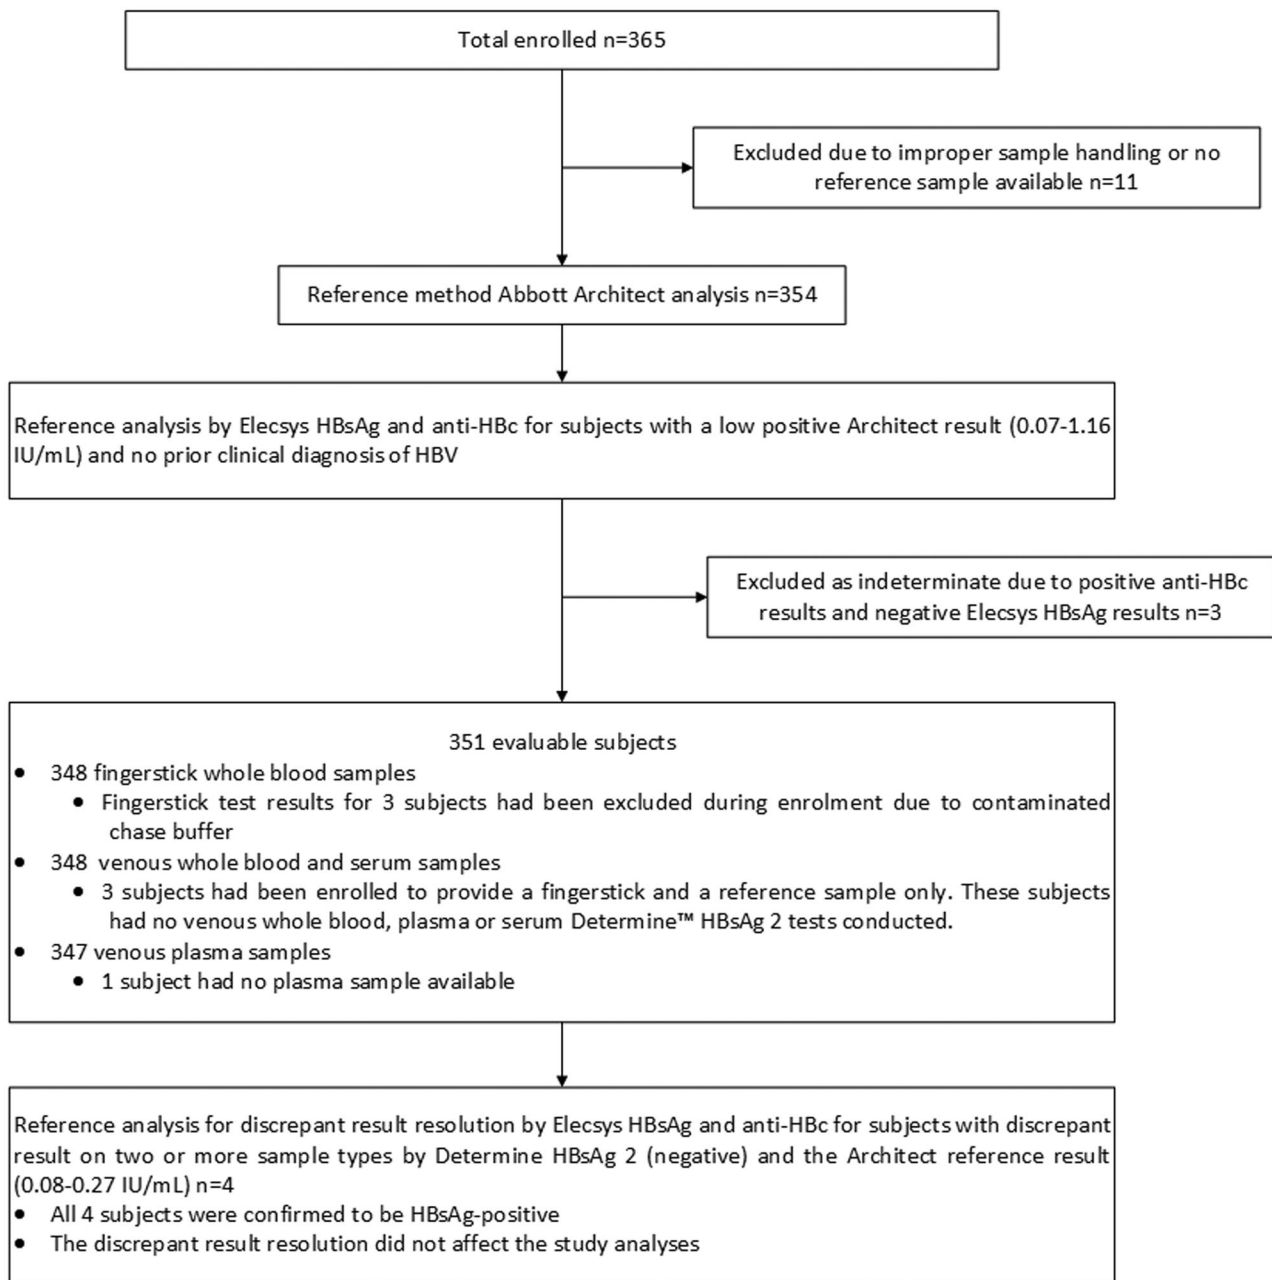 Total enrolled n=365
Excluded due to improper sample handling or no
reference sample available n=11
Reference method Abbott Architect analysis n=354
Reference analysis by Elecsys HBsAg and anti-HBc for subjects with a low positive Architect result (0.07-1.16
IU/mL) and no prior clinical diagnosis of HBV
Excluded as indeterminate due to positive anti-HBc
results and negative Elecsys HBsAg results n=3
351 evaluable subjects
• 348 fingerstick whole blood samples
• Fingerstick test results for 3 subjects had been excluded during enrolment due to contaminated
chase buffer
• 348 venous whole blood and serum samples
• 3 subjects had been enrolled to provide a fingerstick and a reference sample only. These subjects
had no venous whole blood, plasma or serum Determine™ HBsAg 2 tests conducted.
• 347 venous plasma samples
• 1 subject had no plasma sample available
Reference analysis for discrepant result resolution by Elecsys HBsAg and anti-HBc for subjects with discrepant
result on two or more sample types by Determine HBsAg 2 (negative) and the Architect reference result
(0.08-0.27 IU/mL) n=4
• All 4 subjects were confirmed to be HBsAg-positive
• The discrepant result resolution did not affect the study analyses